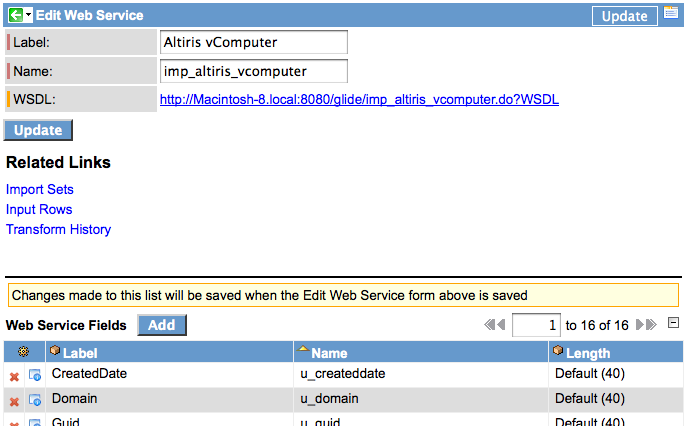 Edit Web Service Update
Label: Altiris vComputer
Name: imp_altiris_vcomputer
WSDL: http://Macintosh-8.local:8080/glide/imp_altiris_vcomputer.do?WSDL
Update
Related Links
Import Sets
Input Rows
Transform History
Changes made to this list will be saved when the Edit Web Service form above is saved
Web Service Fields Add 1 to 16 of 16
Label Name Length
CreatedDate u_createddate Default (40)
Domain u_domain Default (40)
Guid u_guid Default (40)